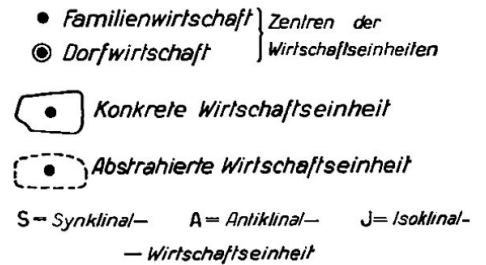 Familienwirtschaft
Dorfwirtschaft
Zentren der
Wirtschaftseinheiten
Konkrete Wirtschaftseinheit
Abstrahierte Wirtschaftseinheit
S= Synklinal— A= Antiklinal— J= Isoklinal-
— Wirtschaftseinheit